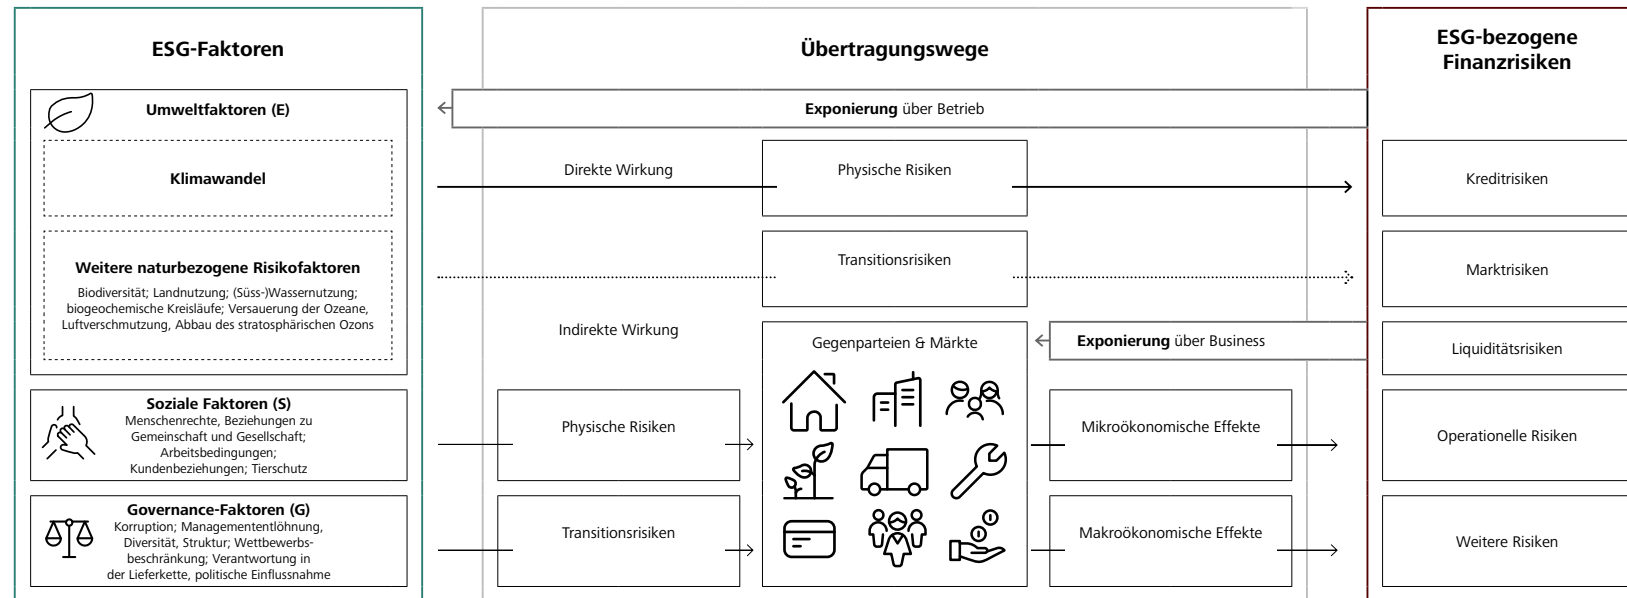 ESG-Faktoren
Umweltfaktoren (E)
Klimawandel
Weitere naturbezogene Risikofaktoren
Biodiversität; Landnutzung; (Süss-)Wassernutzung;
biogeochemische Kreisläufe; Versauerung der Ozeane,
Luftverschmutzung, Abbau des stratosphärischen Ozons
Soziale Faktoren (S)
Menschenrechte, Beziehungen zu
Gemeinschaft und Gesellschaft;
Arbeitsbedingungen;
Kundenbeziehungen; Tierschutz
Governance-Faktoren (G)
Korruption; Managemententlöhnung,
Diversität, Struktur; Wettbewerbs-
beschränkung; Verantwortung in
der Lieferkette, politische Einflussnahme
Übertragungswege
Exponierung über Betrieb
Direkte Wirkung
Physische Risiken
Transitionsrisiken
Indirekte Wirkung
Gegenparteien & Märkte
Exponierung über Business
Physische Risiken
Mikroökonomische Effekte
Transitionsrisiken
Makroökonomische Effekte
ESG-bezogene
Finanzrisiken
Kreditrisiken
Marktrisiken
Liquiditätsrisiken
Operationelle Risiken
Weitere Risiken